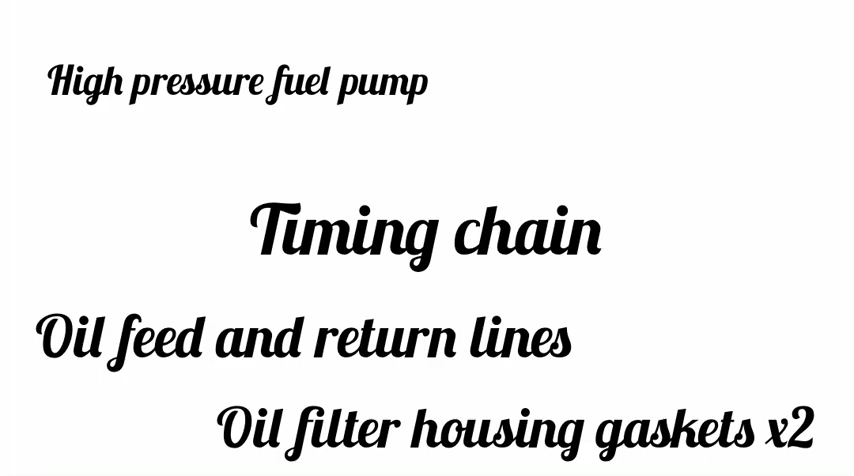 High pressure fuel pump
Timing chain
Oil feed and return lines
Oil filter housing gaskets x2